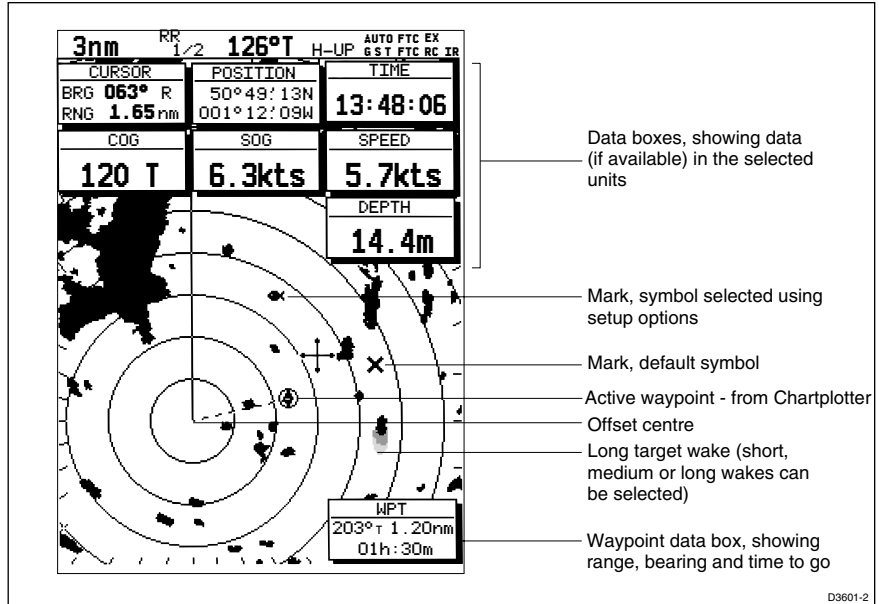 3nm RR 1/2 126°T H-UP AUTO FTC EX
GST FTC RC IR
CURSOR
BRG 063° R
RNG 1.65nm
POSITION
50°49'.13N
001°12'.09W
TIME
13:48:06
COG
120 T
SOG
6.3kts
SPEED
5.7kts
DEPTH
14.4m
Data boxes, showing data
(if available) in the selected
units
Mark, symbol selected using
setup options
Mark, default symbol
Active waypoint - from Chartplotter
Offset centre
Long target wake (short,
medium or long wakes can
be selected)
WPT
203°T 1.20nm
01h:30m
Waypoint data box, showing
range, bearing and time to go
D3601-2